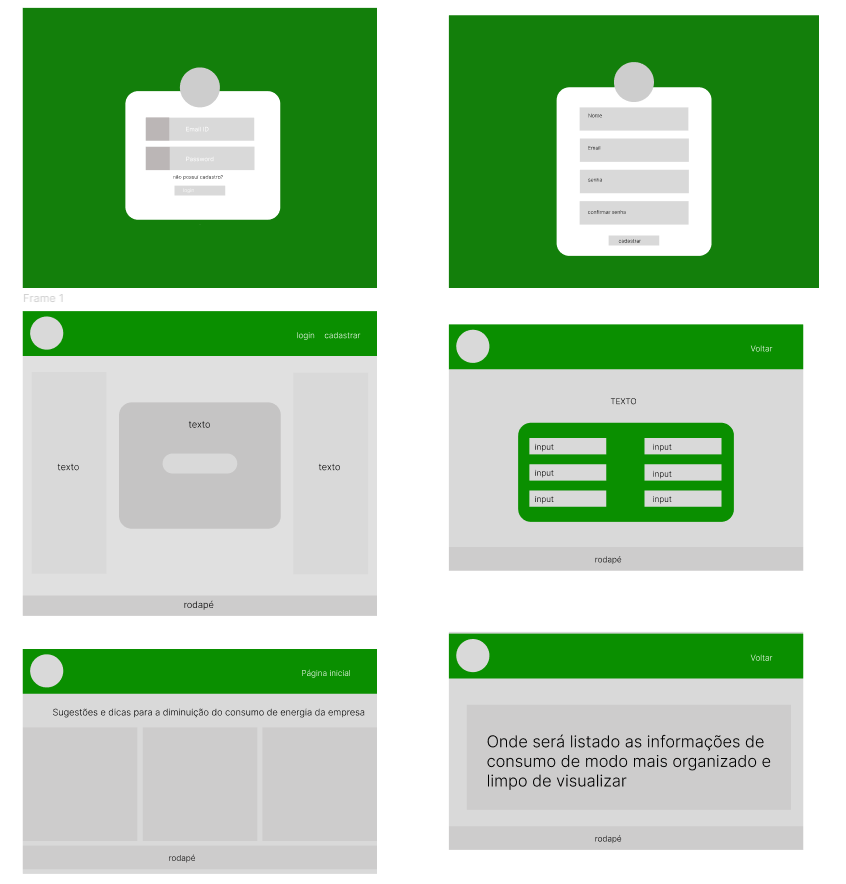 Email ID
Password
não possui cadastro?
login
Nome
Email
senha
confirmar senha
cadastrar
Frame 1
login cadastrar
texto
texto
texto
rodapé
Voltar
TEXTO
input input
input input
input input
rodapé
Página inicial
Sugestões e dicas para a diminuição do consumo de energia da empresa
rodapé
Voltar
Onde será listado as informações de
consumo de modo mais organizado e
limpo de visualizar
rodapé